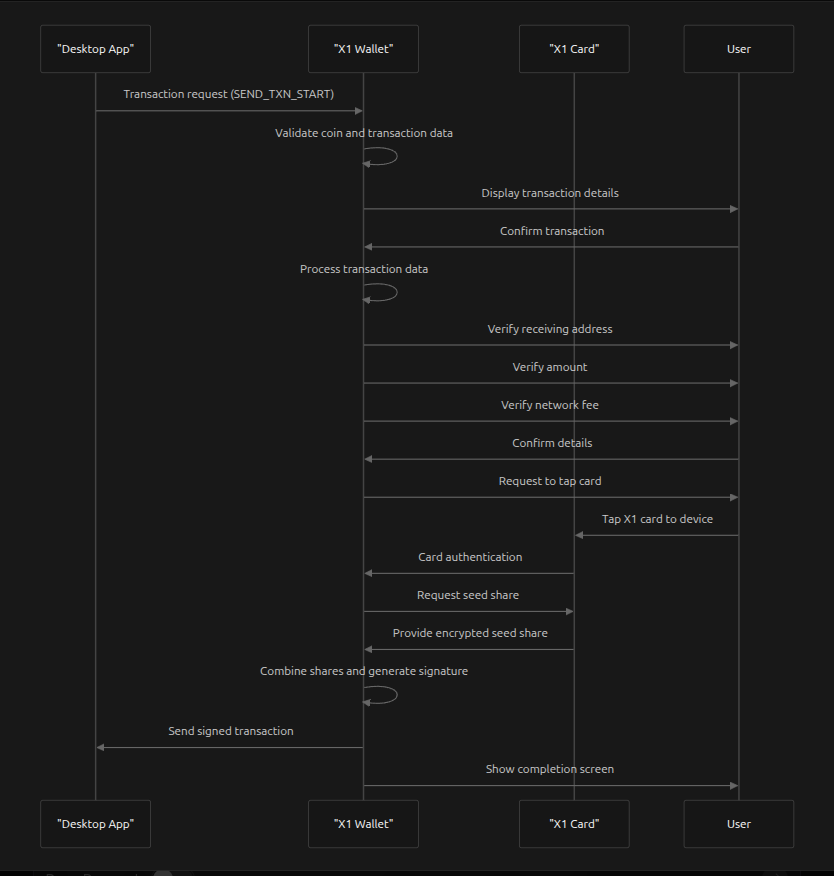 "Desktop App" "X1 Wallet" "X1 Card" User
Transaction request (SEND_TXN_START)
Validate coin and transaction data
Display transaction details
Confirm transaction
Process transaction data
Verify receiving address
Verify amount
Verify network fee
Confirm details
Request to tap card
Tap X1 card to device
Card authentication
Request seed share
Provide encrypted seed share
Combine shares and generate signature
Send signed transaction
Show completion screen
"Desktop App" "X1 Wallet" "X1 Card" User